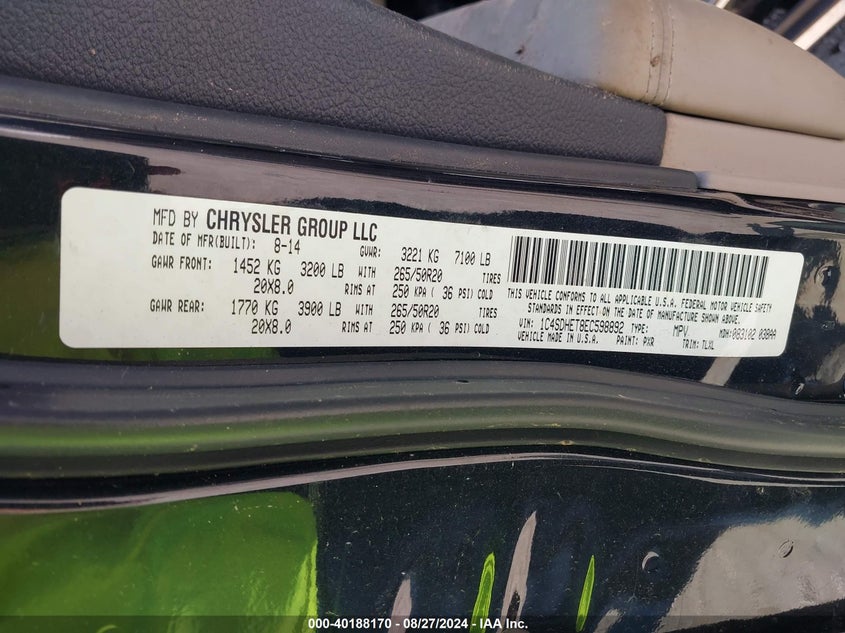 MFD BY CHRYSLER GROUP LLC
DATE OF MFR(BUILT): 8-14 GVWR: 3221 KG 7100 LB
GAWR FRONT: 1452 KG 3200 LB WITH 265/50R20 TIRES
20X8.0 RIMS AT 250 KPA ( 36 PSI) COLD
GAWR REAR: 1770 KG 3900 LB WITH 265/50R20 TIRES
20X8.0 RIMS AT 250 KPA ( 36 PSI) COLD
THIS VEHICLE CONFORMS TO ALL APPLICABLE U.S.A. FEDERAL MOTOR VEHICLE SAFETY
STANDARDS IN EFFECT ON THE DATE OF MANUFACTURE SHOWN ABOVE.
VIN: 1C4SDHET8EC598892 TYPE: MPV MDH: 083102 038AA
VEHICLE MADE IN U.S.A. PAINT: PXR TRIM: TLXL
000-40188170 - 08/27/2024 - IAA Inc.